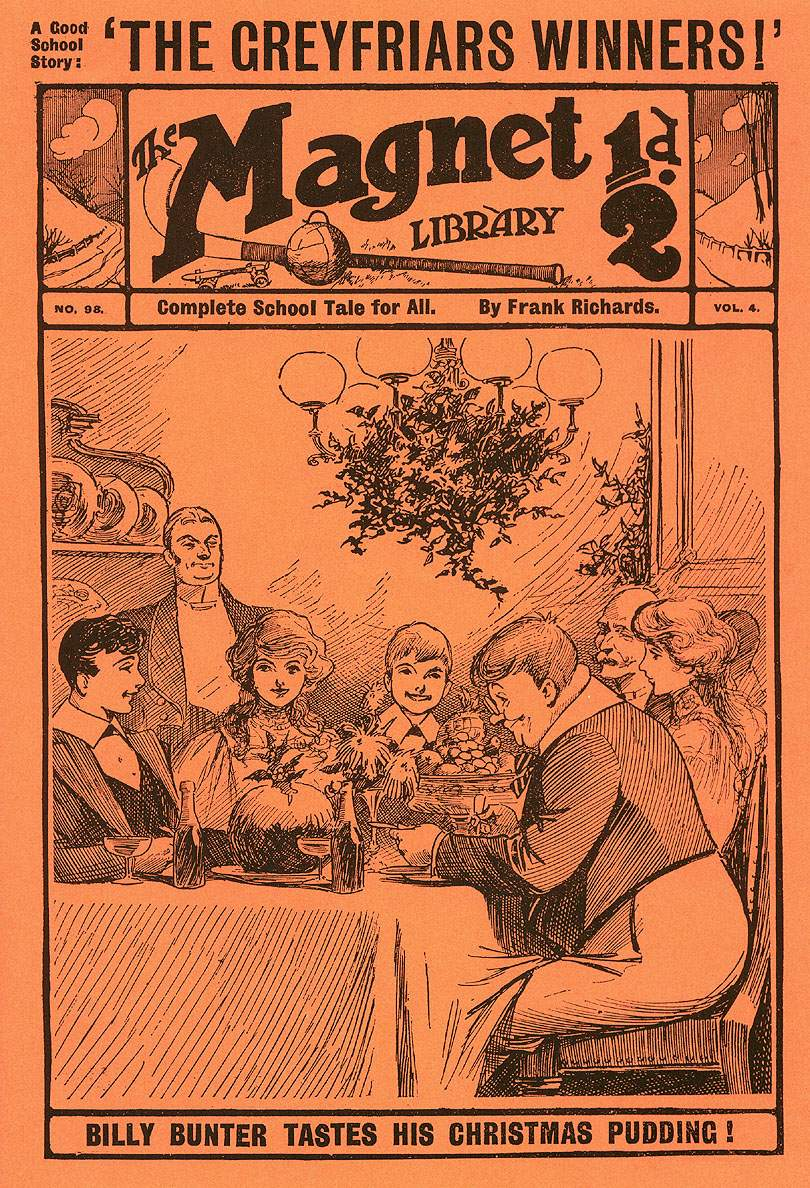 A Good
School
Story:
'THE GREYFRIARS WINNERS!'
The Magnet
LIBRARY
1/2d.
NO. 98.
Complete School Tale for All. By Frank Richards.
VOL. 4.
BILLY BUNTER TASTES HIS CHRISTMAS PUDDING!